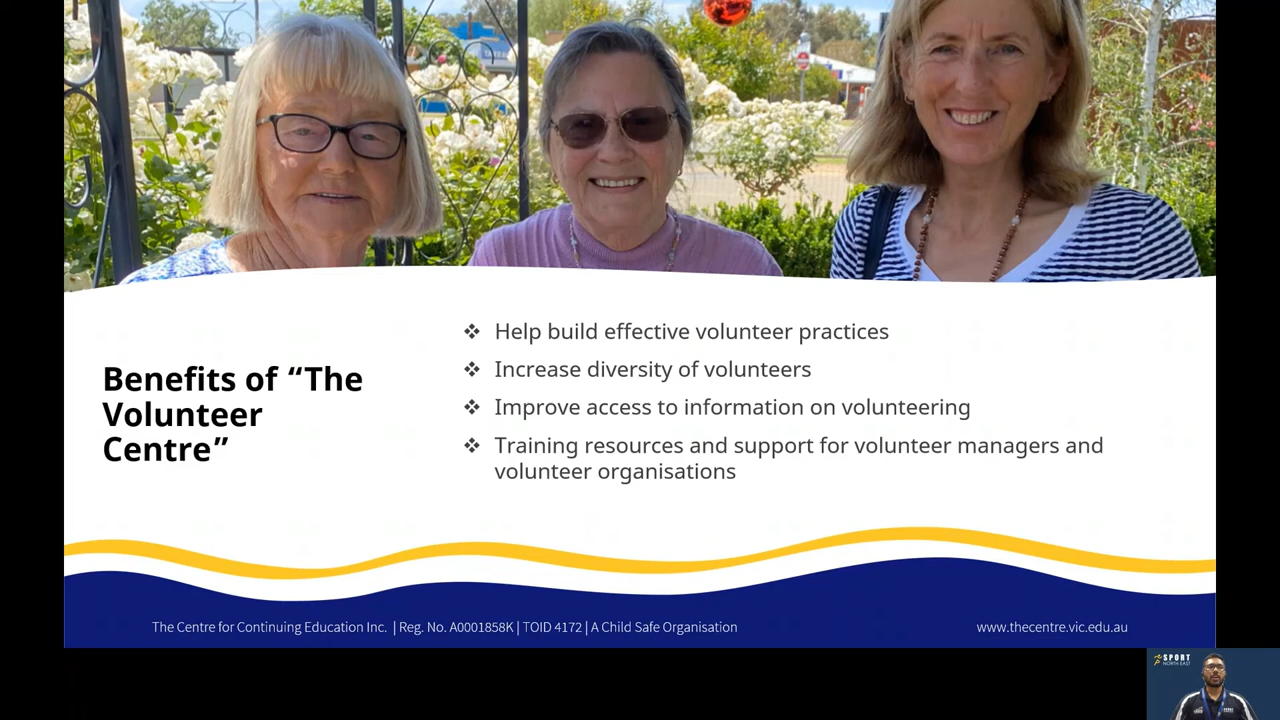 Benefits of “The
Volunteer
Centre”
❖ Help build effective volunteer practices
❖ Increase diversity of volunteers
❖ Improve access to information on volunteering
❖ Training resources and support for volunteer managers and
volunteer organisations
The Centre for Continuing Education Inc. | Reg. No. A0001858K | TOID 4172 | A Child Safe Organisation
www.thecentre.vic.edu.au
SPORT
NORTH EAST